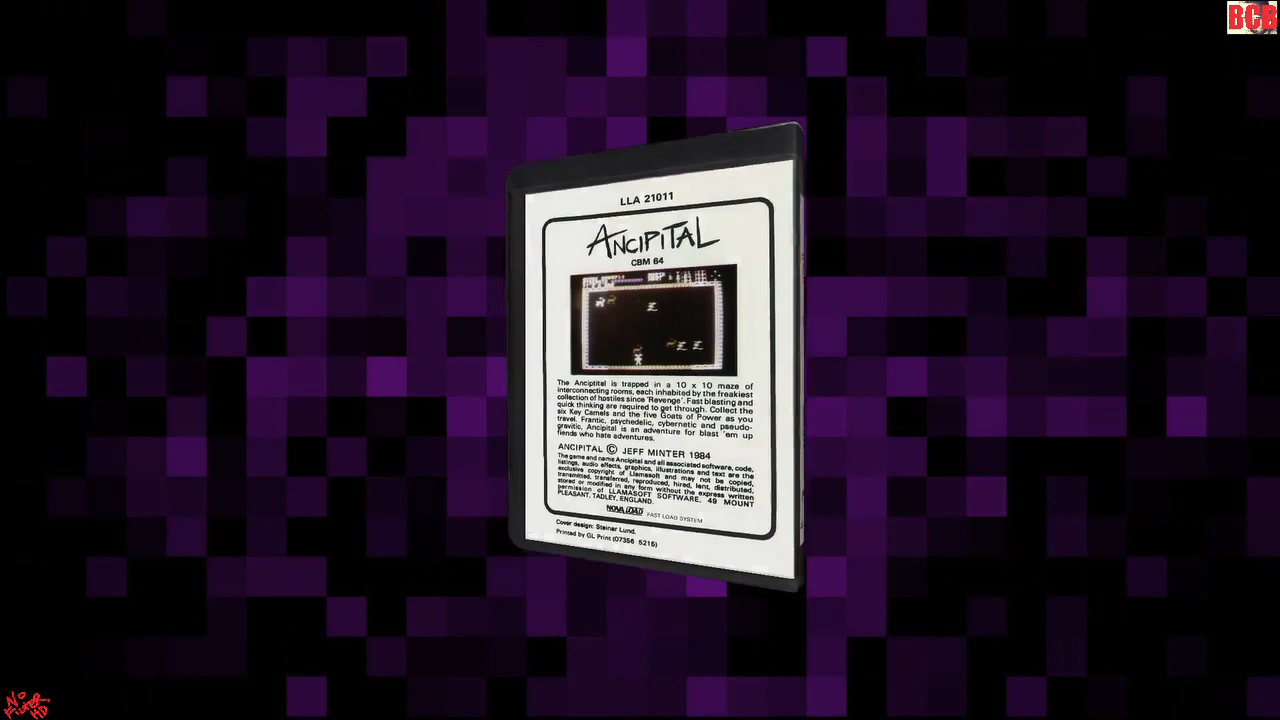 BCB
LLA 21011
ANCIPITAL
CBM 64
The Anciptital is trapped in a 10 x 10 maze of
interconnecting rooms, each inhabited by the freakiest
collection of hostiles since 'Revenge'. Fast blasting and
quick thinking are required to get through. Collect the
six Key Camels and the five Goats of Power as you
travel. Frantic, psychedelic, cybernetic and pseudo-
gravitic, Ancipital is an adventure for blast 'em up
fiends who hate adventures.
ANCIPITAL © JEFF MINTER 1984
The game and name Ancipital and all associated software, code,
listings, audio effects, graphics, illustrations and text are the
exclusive copyright of Llamasoft and may not be copied,
transmitted, transferred, reproduced, hired, lent, distributed,
stored or modified in any form without the express written
permission of LLAMASOFT SOFTWARE, 49 MOUNT
PLEASANT, TADLEY, ENGLAND.
NOVA LOAD FAST LOAD SYSTEM
Cover design: Steinar Lund.
Printed by GL Print (07356 5215)
NO FILTER HD